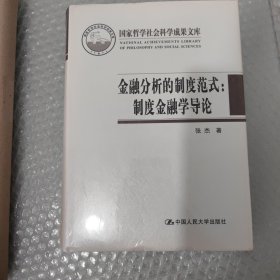 国家哲学社会科学成果文库
NATIONAL ACHIEVEMENTS LIBRARY
OF PHILOSOPHY AND SOCIAL SCIENCES
金融分析的制度范式：
制度金融学导论
张杰 著
中国人民大学出版社